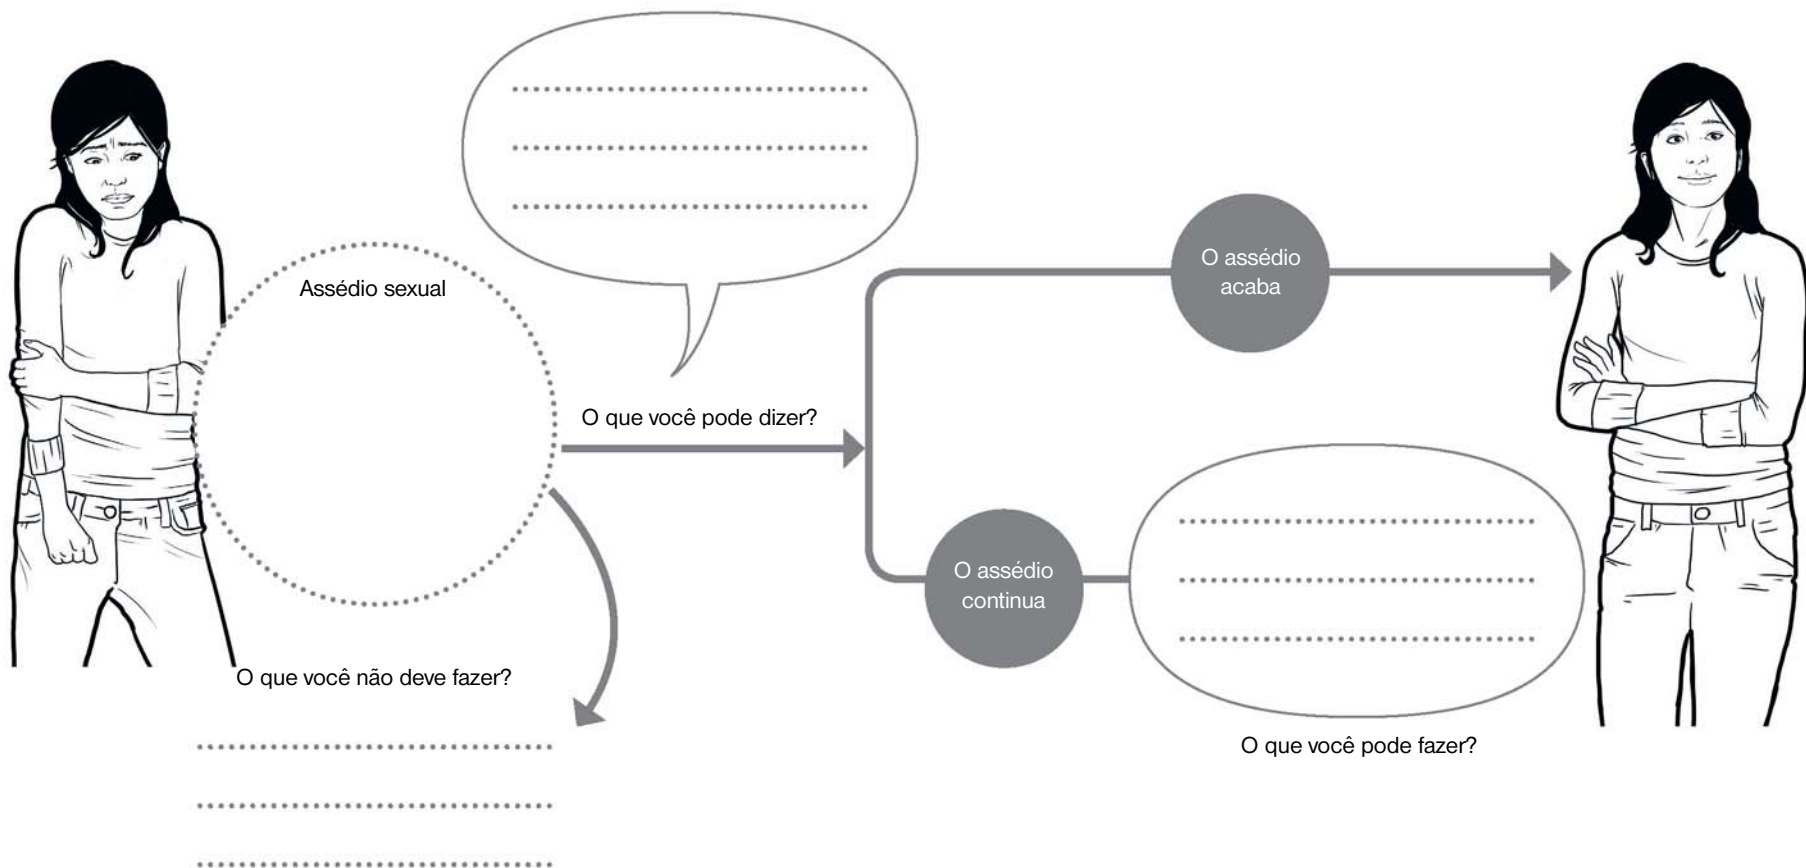 Assédio sexual
O que você pode dizer?
O assédio
acaba
O assédio
continua
O que você não deve fazer?
O que você pode fazer?